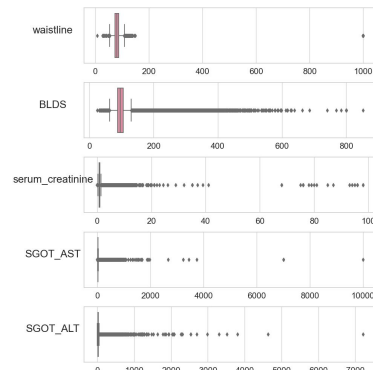 waistline
0 200 400 600 800 1000
BLDS
0 200 400 600 800
serum_creatinine
0 20 40 60 80 100
SGOT_AST
0 2000 4000 6000 8000 10000
SGOT_ALT
0 1000 2000 3000 4000 5000 6000 7000